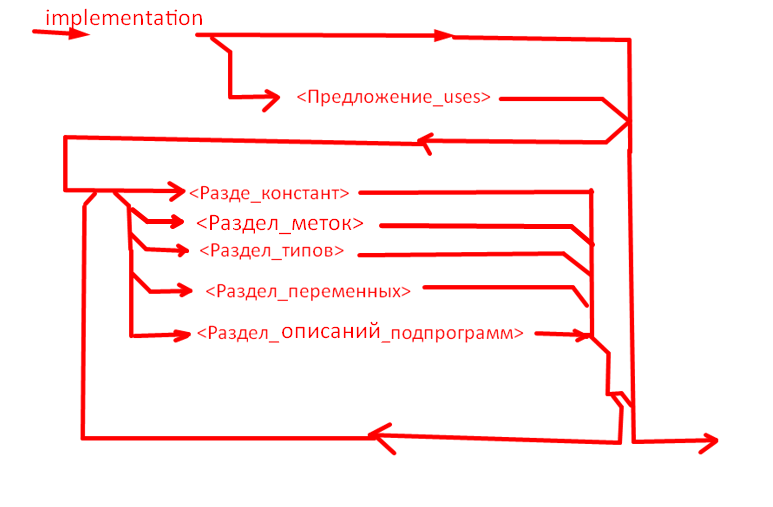 implementation
<Предложение_uses>
<Разде_констант>
<Раздел_меток>
<Раздел_типов>
<Раздел_переменных>
<Раздел_описаний_подпрограмм>